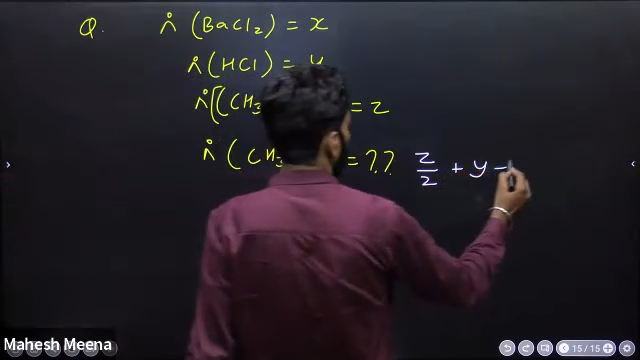 Q. λ° (BaCl2) = x
λ° (HCl) =
λ° [(CH3 = z
λ° (CH3 = ?? z/2 + y -
Mahesh Meena
15/15